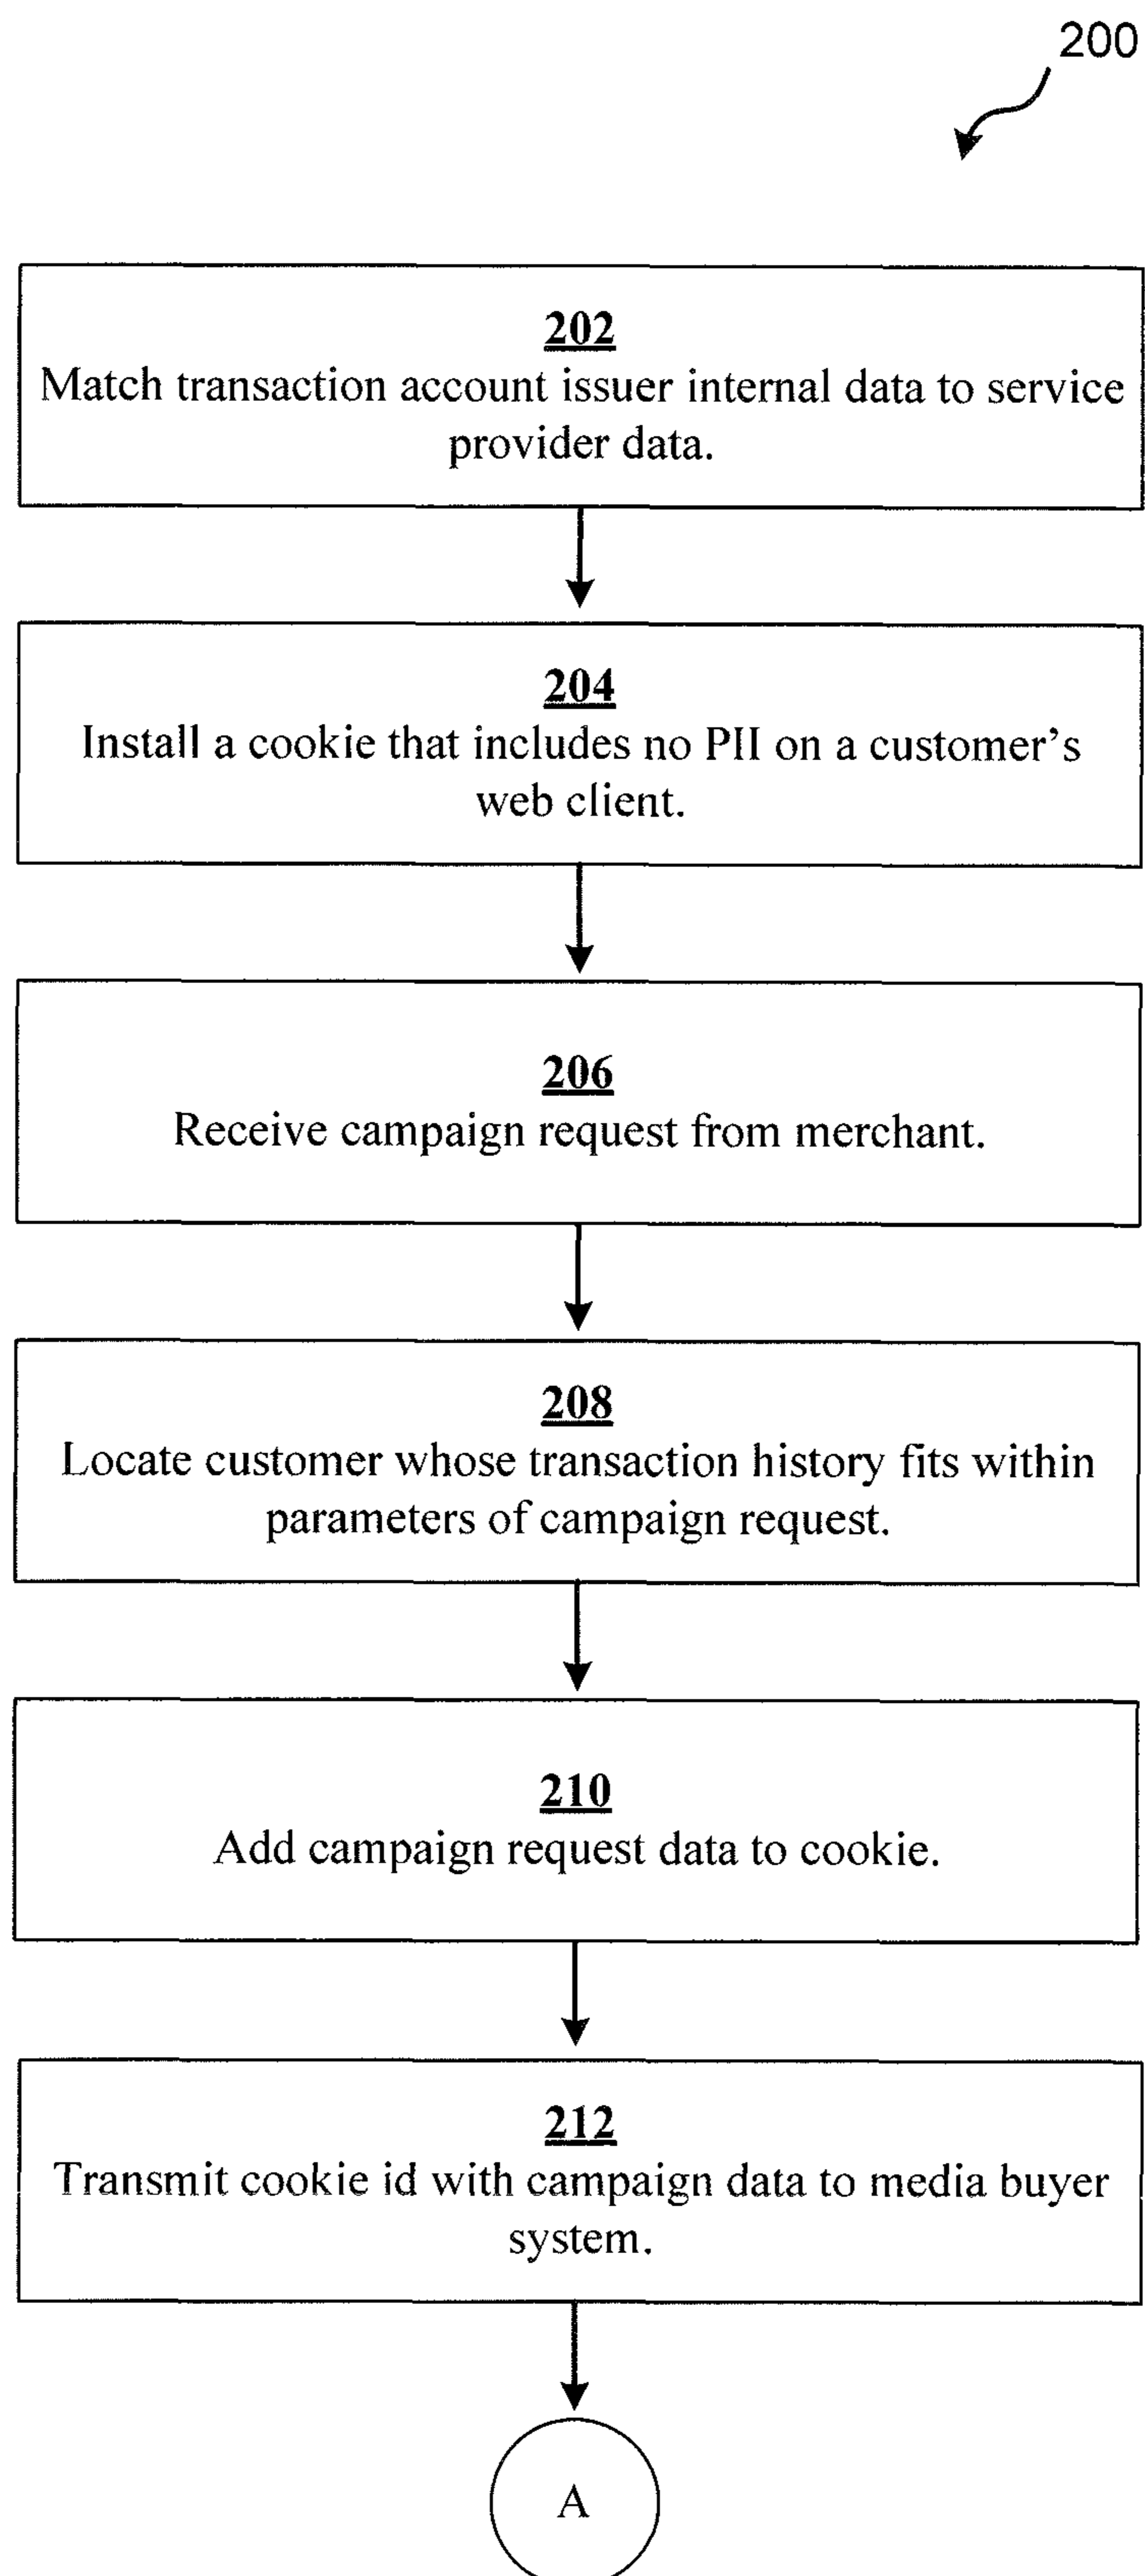 200
202
Match transaction account issuer internal data to service
provider data.
204
Install a cookie that includes no PII on a customer's
web client.
206
Receive campaign request from merchant.
208
Locate customer whose transaction history fits within
parameters of campaign request.
210
Add campaign request data to cookie.
212
Transmit cookie id with campaign data to media buyer
system.
A